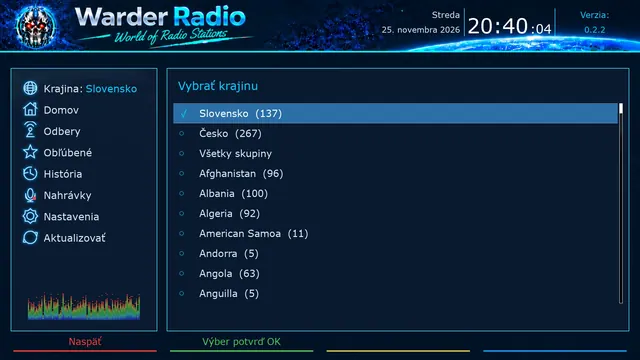 Warder Radio
World of Radio Stations
Streda
25. novembra 2026
20:40:04
Verzia:
0.2.2
Krajina: Slovensko
Domov
Odbery
Obľúbené
História
Nahrávky
Nastavenia
Aktualizovať
Vybrať krajinu
Slovensko (137)
Česko (267)
Všetky skupiny
Afghanistan (96)
Albania (100)
Algeria (92)
American Samoa (11)
Andorra (5)
Angola (63)
Anguilla (5)
Naspäť
Výber potvrď OK